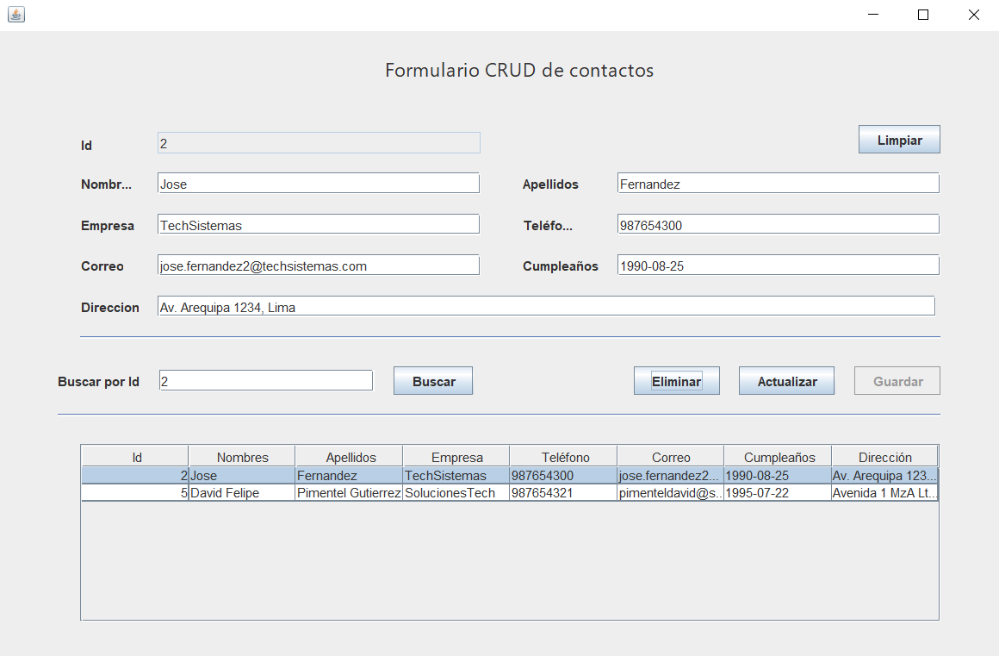 Formulario CRUD de contactos
Id 2 Limpiar
Nombr... Jose Apellidos Fernandez
Empresa TechSistemas Teléfo... 987654300
Correo jose.fernandez2@techsistemas.com Cumpleaños 1990-08-25
Direccion Av. Arequipa 1234, Lima
Buscar por Id 2 Buscar Eliminar Actualizar Guardar
Id Nombres Apellidos Empresa Teléfono Correo Cumpleaños Dirección
2 Jose Fernandez TechSistemas 987654300 jose.fernandez2... 1990-08-25 Av. Arequipa 123...
5 David Felipe Pimentel Gutierrez SolucionesTech 987654321 pimenteldavid@s... 1995-07-22 Avenida 1 MzA Lt...